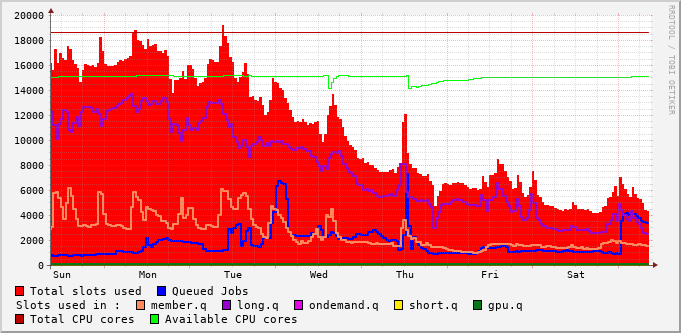 20000
18000
16000
14000
12000
10000
8000
6000
4000
2000
0
Sun Mon Tue Wed Thu Fri Sat
RRDTOOL / TOBI OETIKER
Total slots used Queued Jobs
Slots used in : member.q long.q ondemand.q short.q gpu.q
Total CPU cores Available CPU cores